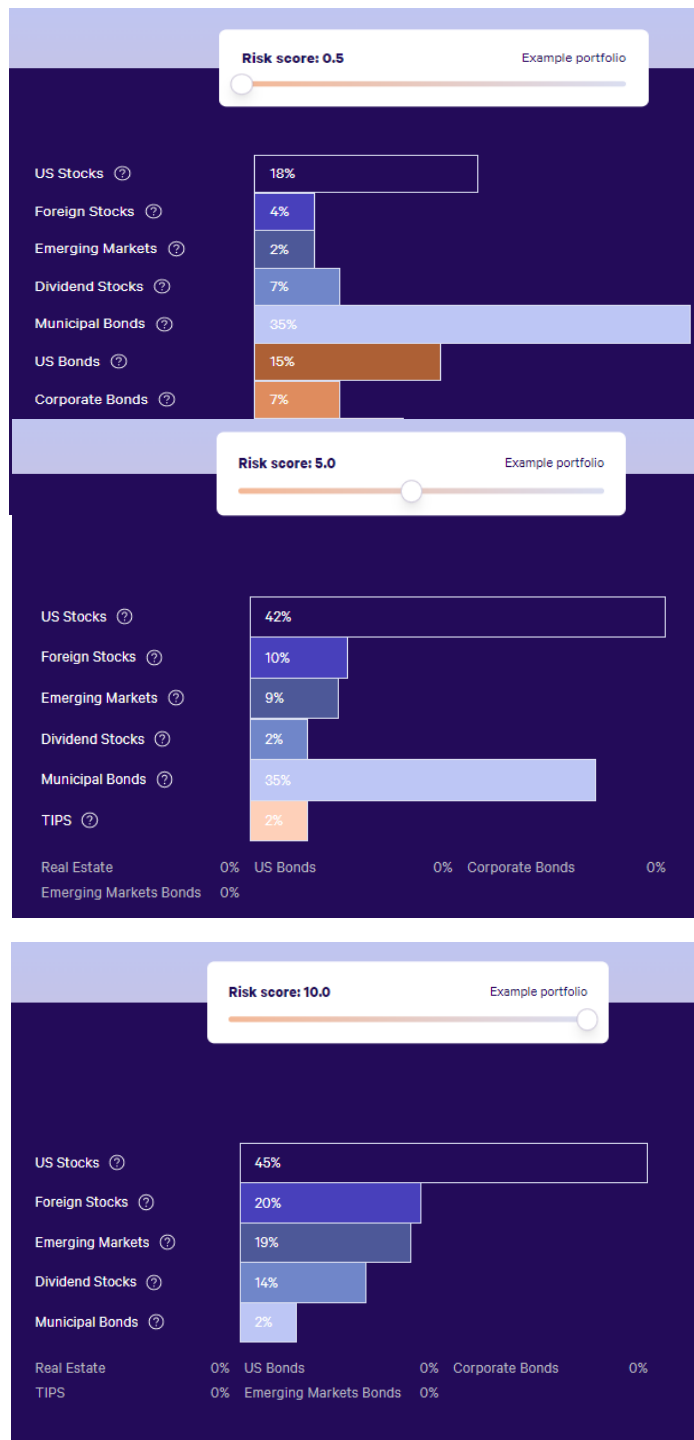 Risk score: 0.5 Example portfolio
US Stocks ? 18%
Foreign Stocks ? 4%
Emerging Markets ? 2%
Dividend Stocks ? 7%
Municipal Bonds ? 35%
US Bonds ? 15%
Corporate Bonds ? 7%
Risk score: 5.0 Example portfolio
US Stocks ? 42%
Foreign Stocks ? 10%
Emerging Markets ? 9%
Dividend Stocks ? 2%
Municipal Bonds ? 35%
TIPS ? 2%
Real Estate 0% US Bonds 0% Corporate Bonds 0%
Emerging Markets Bonds 0%
Risk score: 10.0 Example portfolio
US Stocks ? 45%
Foreign Stocks ? 20%
Emerging Markets ? 19%
Dividend Stocks ? 14%
Municipal Bonds ? 2%
Real Estate 0% US Bonds 0% Corporate Bonds 0%
TIPS 0% Emerging Markets Bonds 0%